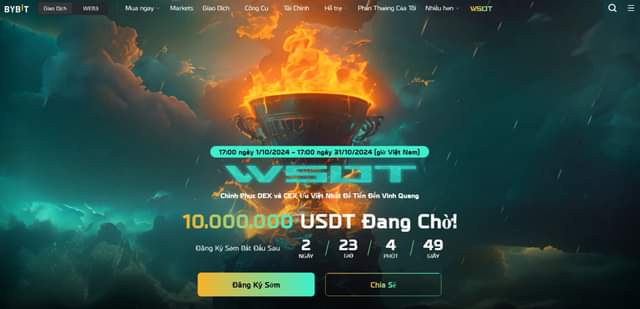 BYBIT
Giao Dịch WEB3 Mua ngay Markets Giao Dịch Công Cụ Tài Chính Hỗ trợ Phần Thưởng Của Tôi Nhiều hơn WSOT
17:00 ngày 1/10/2024 – 17:00 ngày 31/10/2024 [giờ Việt Nam]
WSOT
Chinh Phục DEX và CEX Ưu Việt Nhất Để Tiến Đến Vinh Quang
10.000.000 USDT Đang Chờ!
Đăng Ký Sớm Bắt Đầu Sau 2 / 23 / 4 / 49
NGÀY GIỜ PHÚT GIÂY
Đăng Ký Sớm Chia Sẻ